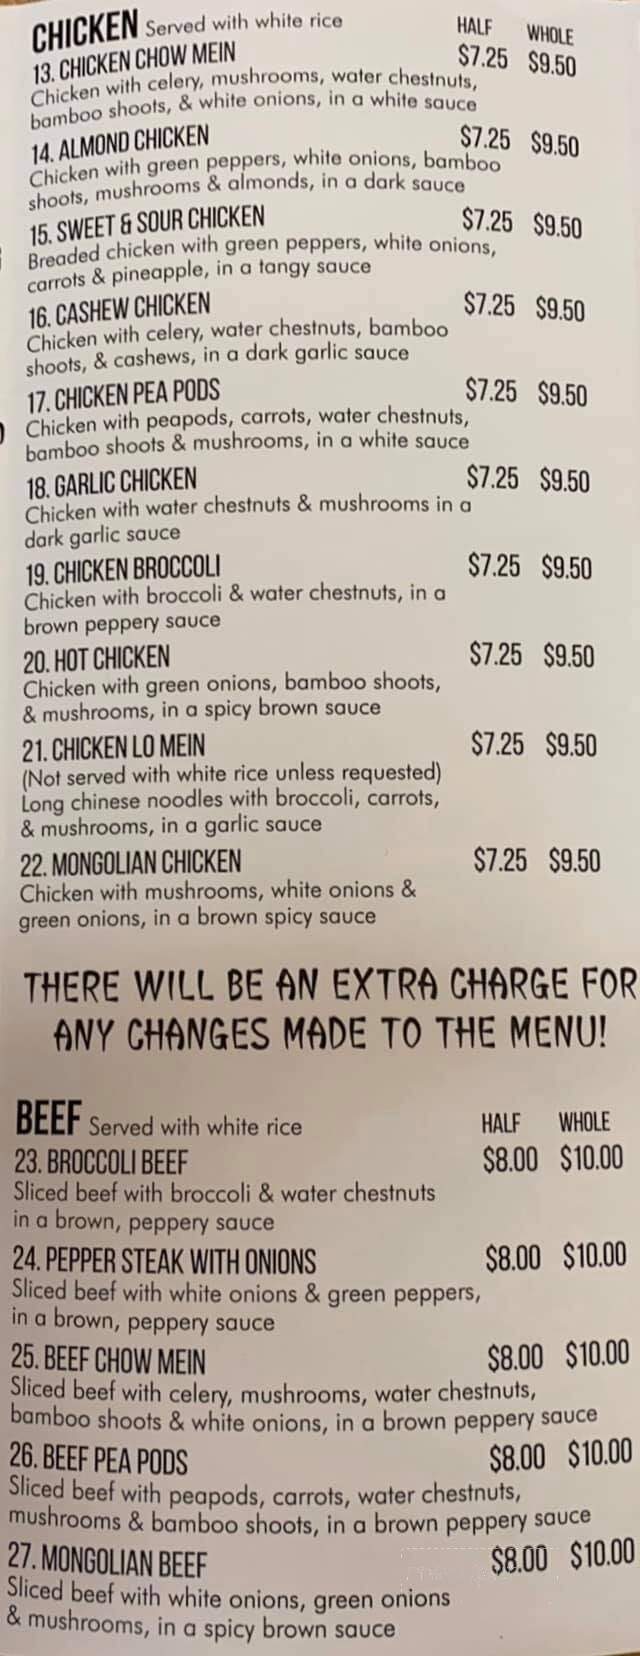 CHICKEN Served with white rice HALF WHOLE
13. CHICKEN CHOW MEIN $7.25 $9.50
Chicken with celery, mushrooms, water chestnuts,
bamboo shoots, & white onions, in a white sauce
14. ALMOND CHICKEN $7.25 $9.50
Chicken with green peppers, white onions, bamboo
shoots, mushrooms & almonds, in a dark sauce
15. SWEET & SOUR CHICKEN $7.25 $9.50
Breaded chicken with green peppers, white onions,
carrots & pineapple, in a tangy sauce
16. CASHEW CHICKEN $7.25 $9.50
Chicken with celery, water chestnuts, bamboo
shoots, & cashews, in a dark garlic sauce
17. CHICKEN PEA PODS $7.25 $9.50
Chicken with peapods, carrots, water chestnuts,
bamboo shoots & mushrooms, in a white sauce
18. GARLIC CHICKEN $7.25 $9.50
Chicken with water chestnuts & mushrooms in a
dark garlic sauce
19. CHICKEN BROCCOLI $7.25 $9.50
Chicken with broccoli & water chestnuts, in a
brown peppery sauce
20. HOT CHICKEN $7.25 $9.50
Chicken with green onions, bamboo shoots,
& mushrooms, in a spicy brown sauce
21. CHICKEN LO MEIN $7.25 $9.50
(Not served with white rice unless requested)
Long chinese noodles with broccoli, carrots,
& mushrooms, in a garlic sauce
22. MONGOLIAN CHICKEN $7.25 $9.50
Chicken with mushrooms, white onions &
green onions, in a brown spicy sauce
THERE WILL BE AN EXTRA CHARGE FOR
ANY CHANGES MADE TO THE MENU!
BEEF Served with white rice HALF WHOLE
23. BROCCOLI BEEF $8.00 $10.00
Sliced beef with broccoli & water chestnuts
in a brown, peppery sauce
24. PEPPER STEAK WITH ONIONS $8.00 $10.00
Sliced beef with white onions & green peppers,
in a brown, peppery sauce
25. BEEF CHOW MEIN $8.00 $10.00
Sliced beef with celery, mushrooms, water chestnuts,
bamboo shoots & white onions, in a brown peppery sauce
26. BEEF PEA PODS $8.00 $10.00
Sliced beef with peapods, carrots, water chestnuts,
mushrooms & bamboo shoots, in a brown peppery sauce
27. MONGOLIAN BEEF $8.00 $10.00
Sliced beef with white onions, green onions
& mushrooms, in a spicy brown sauce